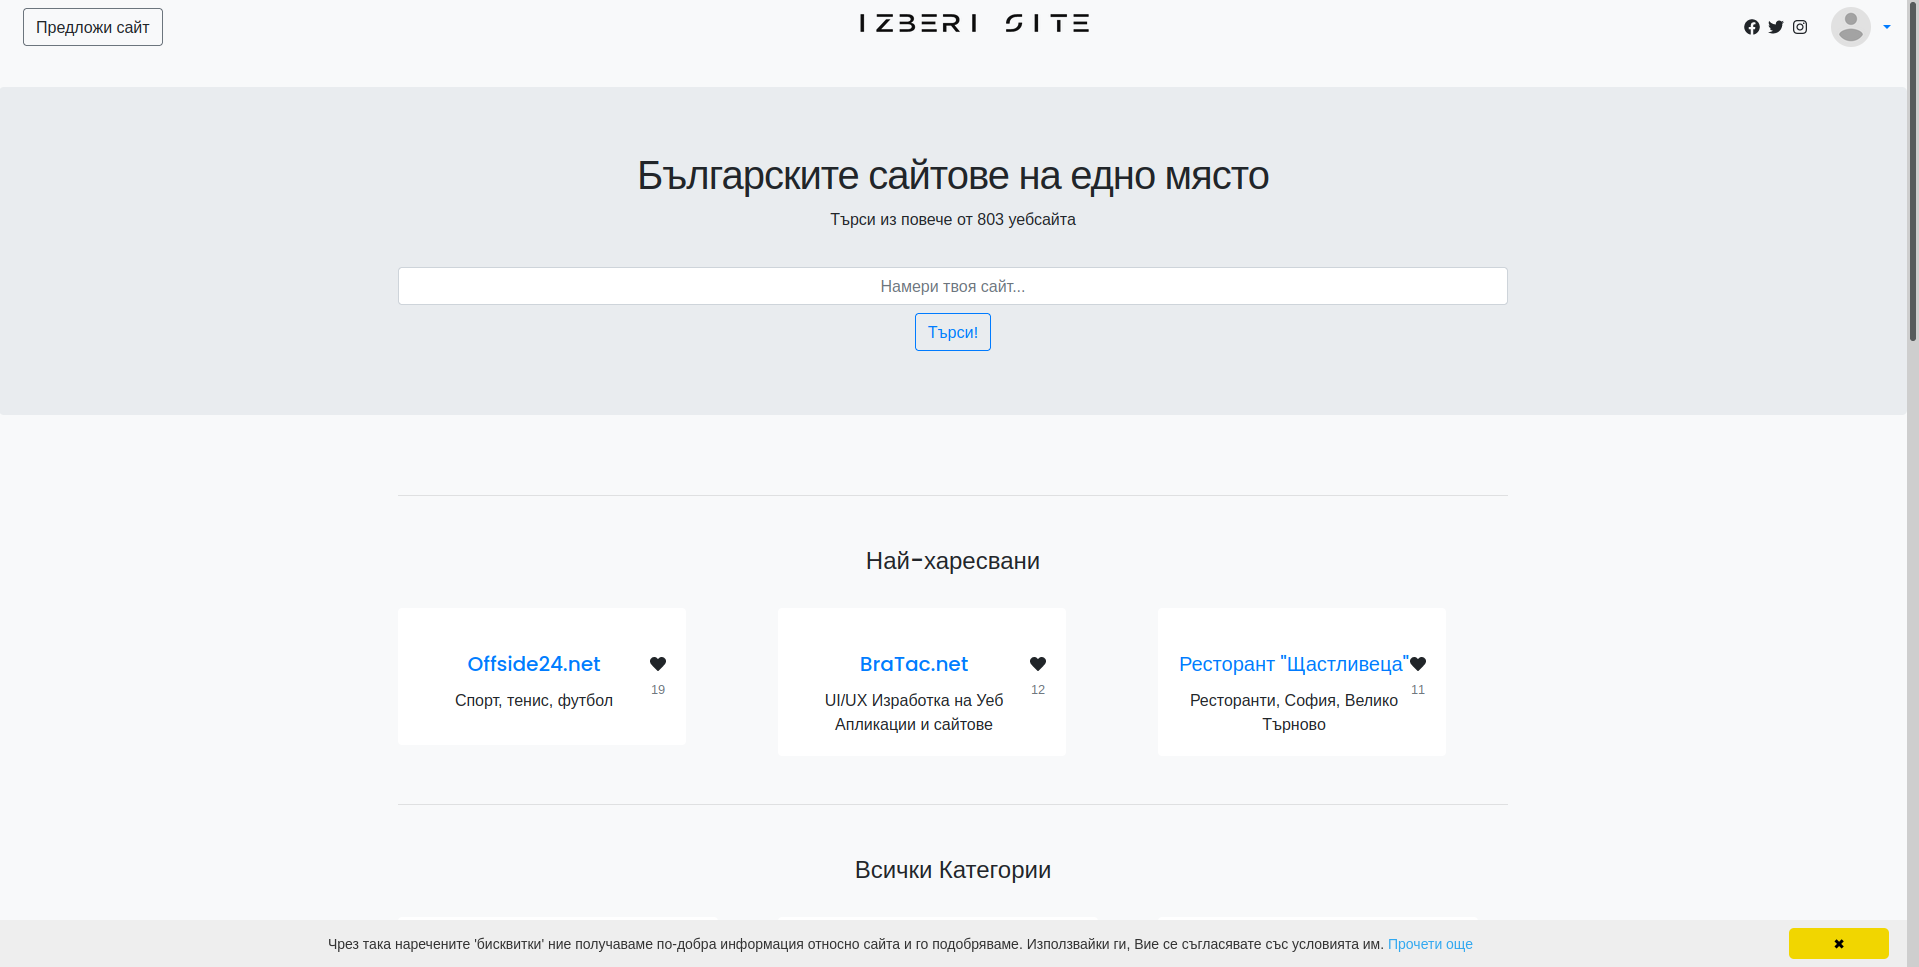 Предложи сайт
IZBERI SITE
Българските сайтове на едно място
Търси из повече от 803 уебсайта
Намери твоя сайт...
Търси!
Най-харесвани
Offside24.net
19
Спорт, тенис, футбол
BraTac.net
12
UI/UX Изработка на Уеб
Апликации и сайтове
Ресторант "Щастливеца"
11
Ресторанти, София, Велико
Търново
Всички Категории
Чрез така наречените 'бисквитки' ние получаваме по-добра информация относно сайта и го подобряваме. Използвайки ги, Вие се съгласявате със условията им. Прочети още